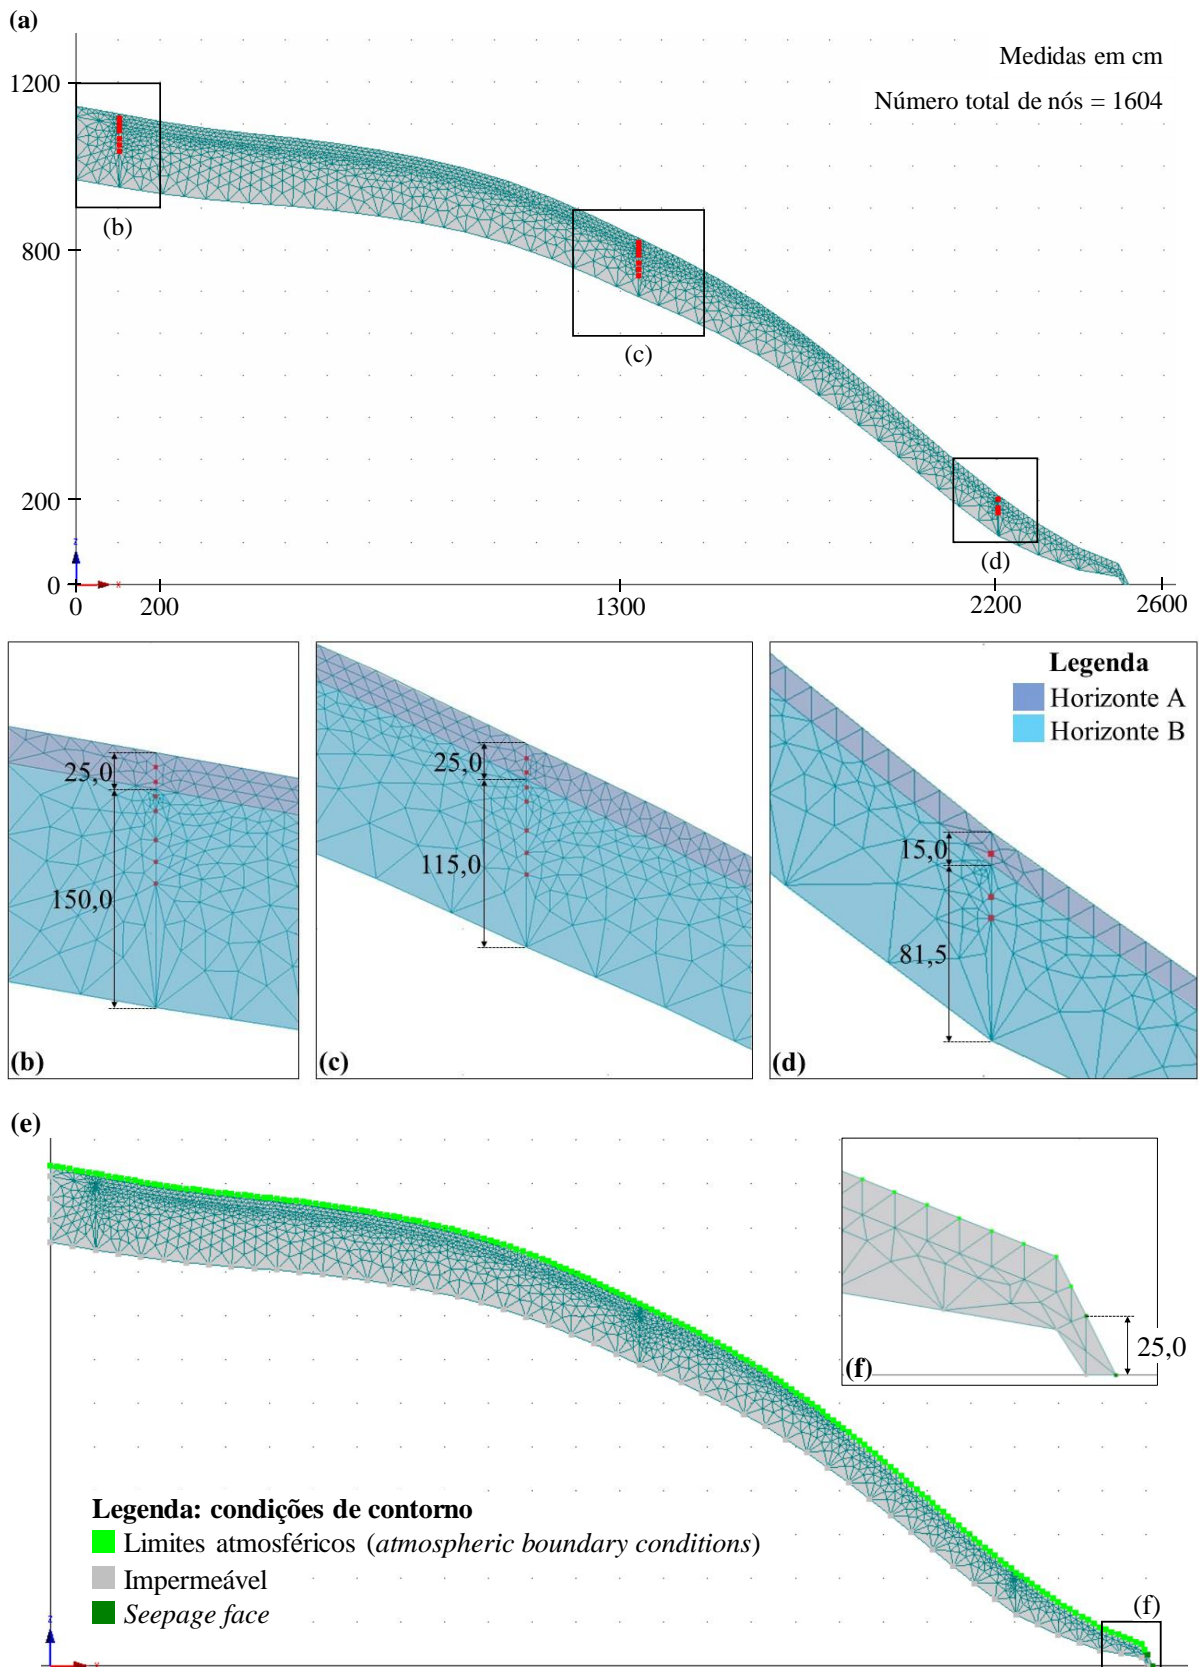 (a)
Medidas em cm
Número total de nós = 1604
1200
800
200
0
0
200
1300
2200
2600
z
x
(b)
(c)
(d)
25,0
150,0
(b)
25,0
115,0
(c)
Legenda
Horizonte A
Horizonte B
15,0
81,5
(d)
(e)
25,0
(f)
Legenda: condições de contorno
Limites atmosféricos (atmospheric boundary conditions)
Impermeável
Seepage face
(f)
z
x